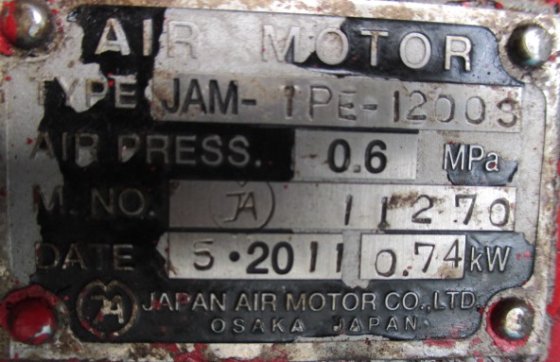 AIR MOTOR
TYPE JAM- 1PE-1200S
AIR PRESS. 0.6 MPa
M. NO. JA 11270
DATE 5·2011 0.74 kW
JA JAPAN AIR MOTOR CO.,LTD.
OSAKA JAPAN